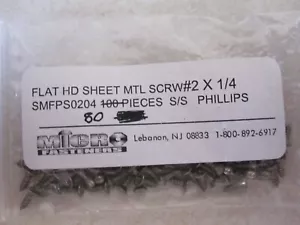 FLAT HD SHEET MTL SCRW#2 X 1/4
SMFPS0204 100 PIECES S/S PHILLIPS
80
MICRO
FASTENERS
Lebanon, NJ 08833 1-800-892-6917